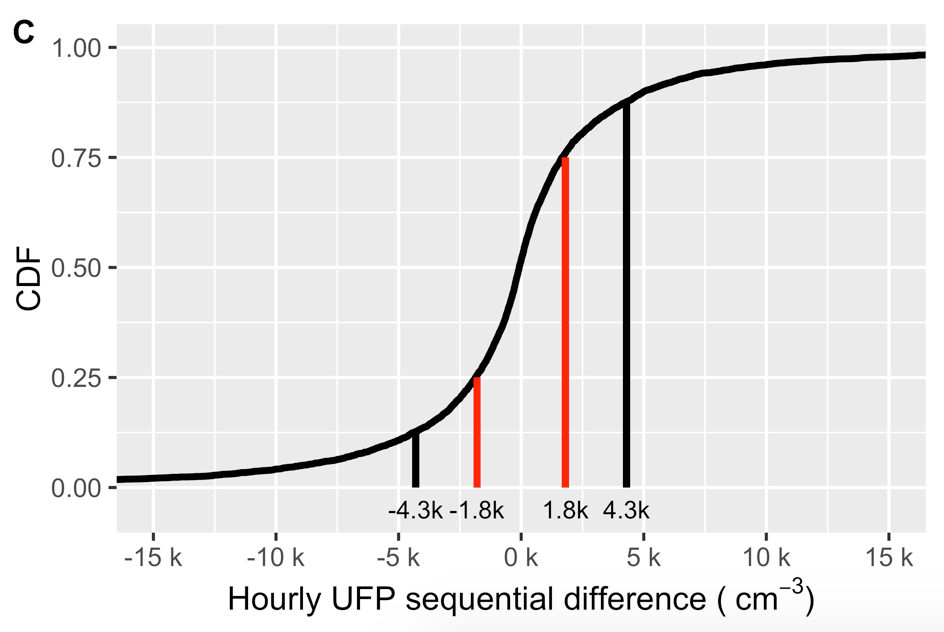 C
1.00
0.75
0.50
0.25
0.00
CDF
-4.3k -1.8k 1.8k 4.3k
-15 k -10 k -5 k 0 k 5 k 10 k 15 k
Hourly UFP sequential difference ( cm⁻³)